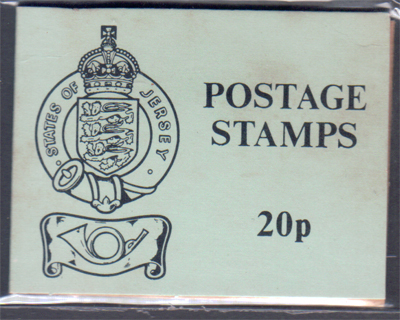 STATES OF JERSEY
POSTAGE
STAMPS
20p